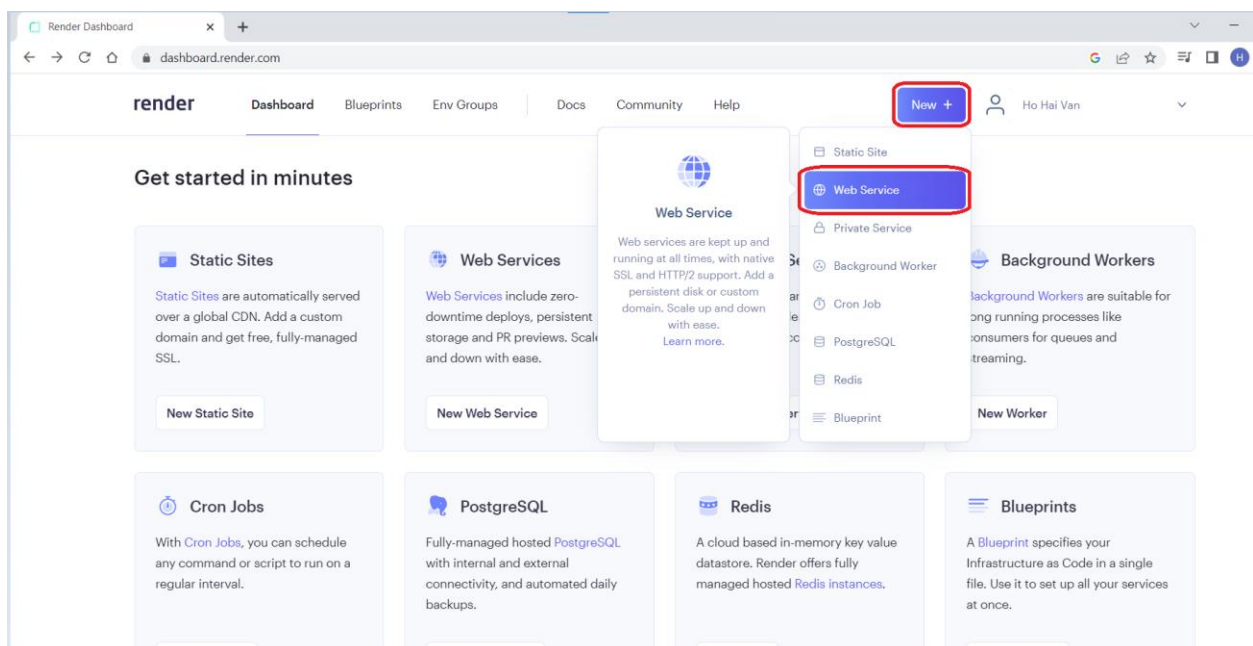 Render Dashboard
dashboard.render.com
G
H
render
Dashboard
Blueprints
Env Groups
Docs
Community
Help
New +
Ho Hai Van
Get started in minutes
Web Service
Web services are kept up and
running at all times, with native
SSL and HTTP/2 support. Add a
persistent disk or custom
domain. Scale up and down
with ease.
Learn more.
Static Site
Web Service
Private Service
Background Worker
Cron Job
PostgreSQL
Redis
Blueprint
Static Sites
Static Sites are automatically served
over a global CDN. Add a custom
domain and get free, fully-managed
SSL.
New Static Site
Web Services
Web Services include zero-
downtime deploys, persistent
storage and PR previews. Scale
and down with ease.
New Web Service
Background Workers
Background Workers are suitable for
long running processes like
consumers for queues and
streaming.
New Worker
Cron Jobs
With Cron Jobs, you can schedule
any command or script to run on a
regular interval.
PostgreSQL
Fully-managed hosted PostgreSQL
with internal and external
connectivity, and automated daily
backups.
Redis
A cloud based in-memory key value
datastore. Render offers fully
managed hosted Redis instances.
Blueprints
A Blueprint specifies your
Infrastructure as Code in a single
file. Use it to set up all your services
at once.